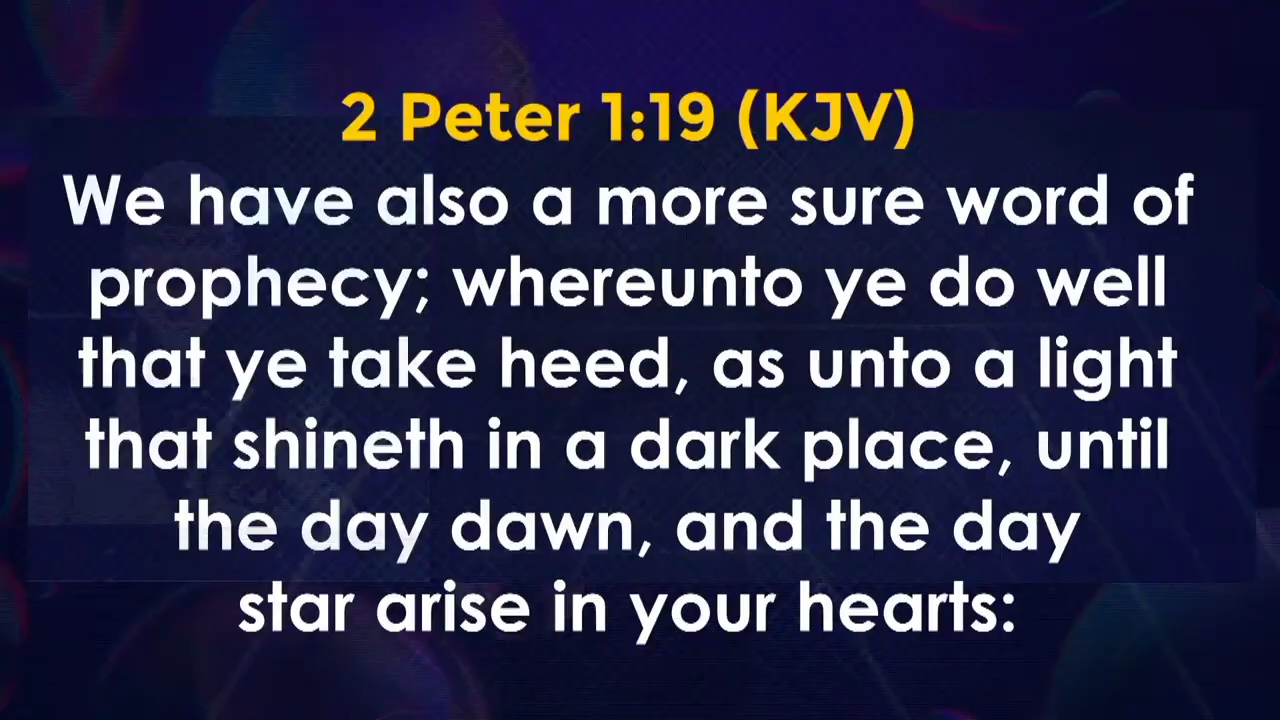 2 Peter 1:19 (KJV)
We have also a more sure word of
prophecy; whereunto ye do well
that ye take heed, as unto a light
that shineth in a dark place, until
the day dawn, and the day
star arise in your hearts: